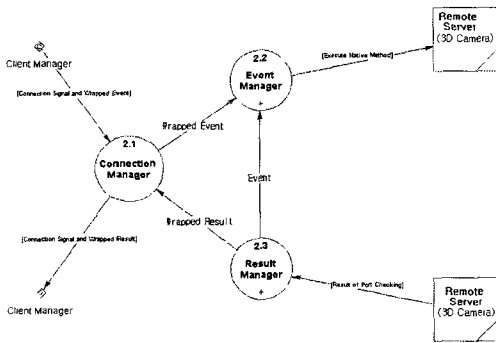 Remote
Server
(3D Camera)
Client Manager
2.2
Event
Manager
+
[Execute Native Method]
[Connection Signal and Wrapped Event]
Wrapped Event
2.1
Connection
Manager
Event
Wrapped Result
[Connection Signal and Wrapped Result]
2.3
Result
Manager
+
[Result of Port Checking]
Client Manager
Remote
Server
(3D Camera)